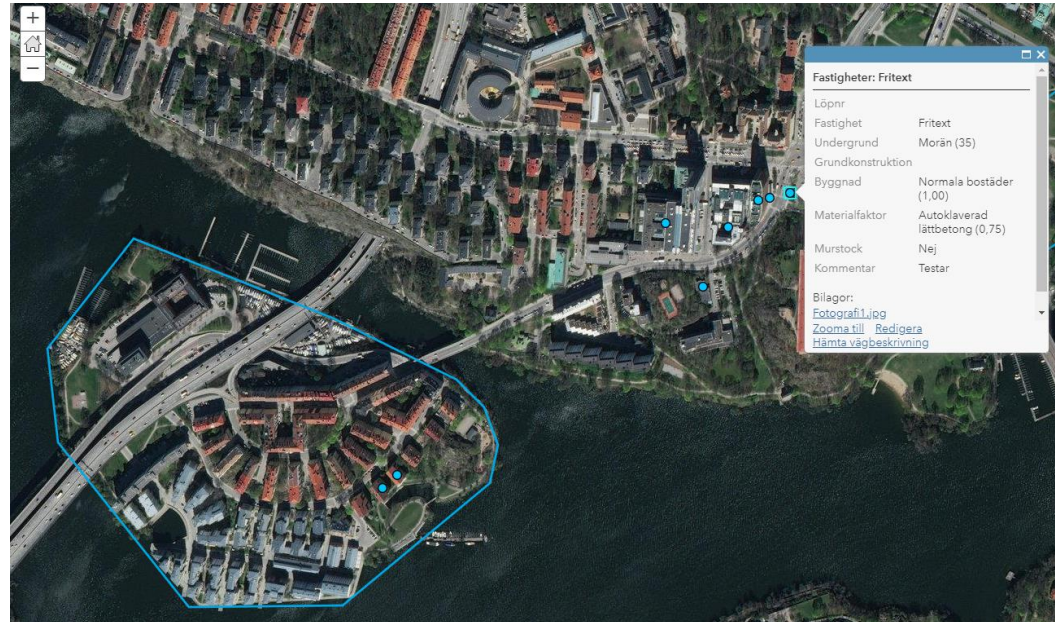 +
−
Fastigheter: Fritext
Löpnr
Fastighet Fritext
Undergrund Morän (35)
Grundkonstruktion
Byggnad Normala bostäder
(1,00)
Materialfaktor Autoklaverad
lättbetong (0,75)
Murstock Nej
Kommentar Testar
Bilagor:
Fotografi1.jpg
Zooma till Redigera
Hämta vägbeskrivning